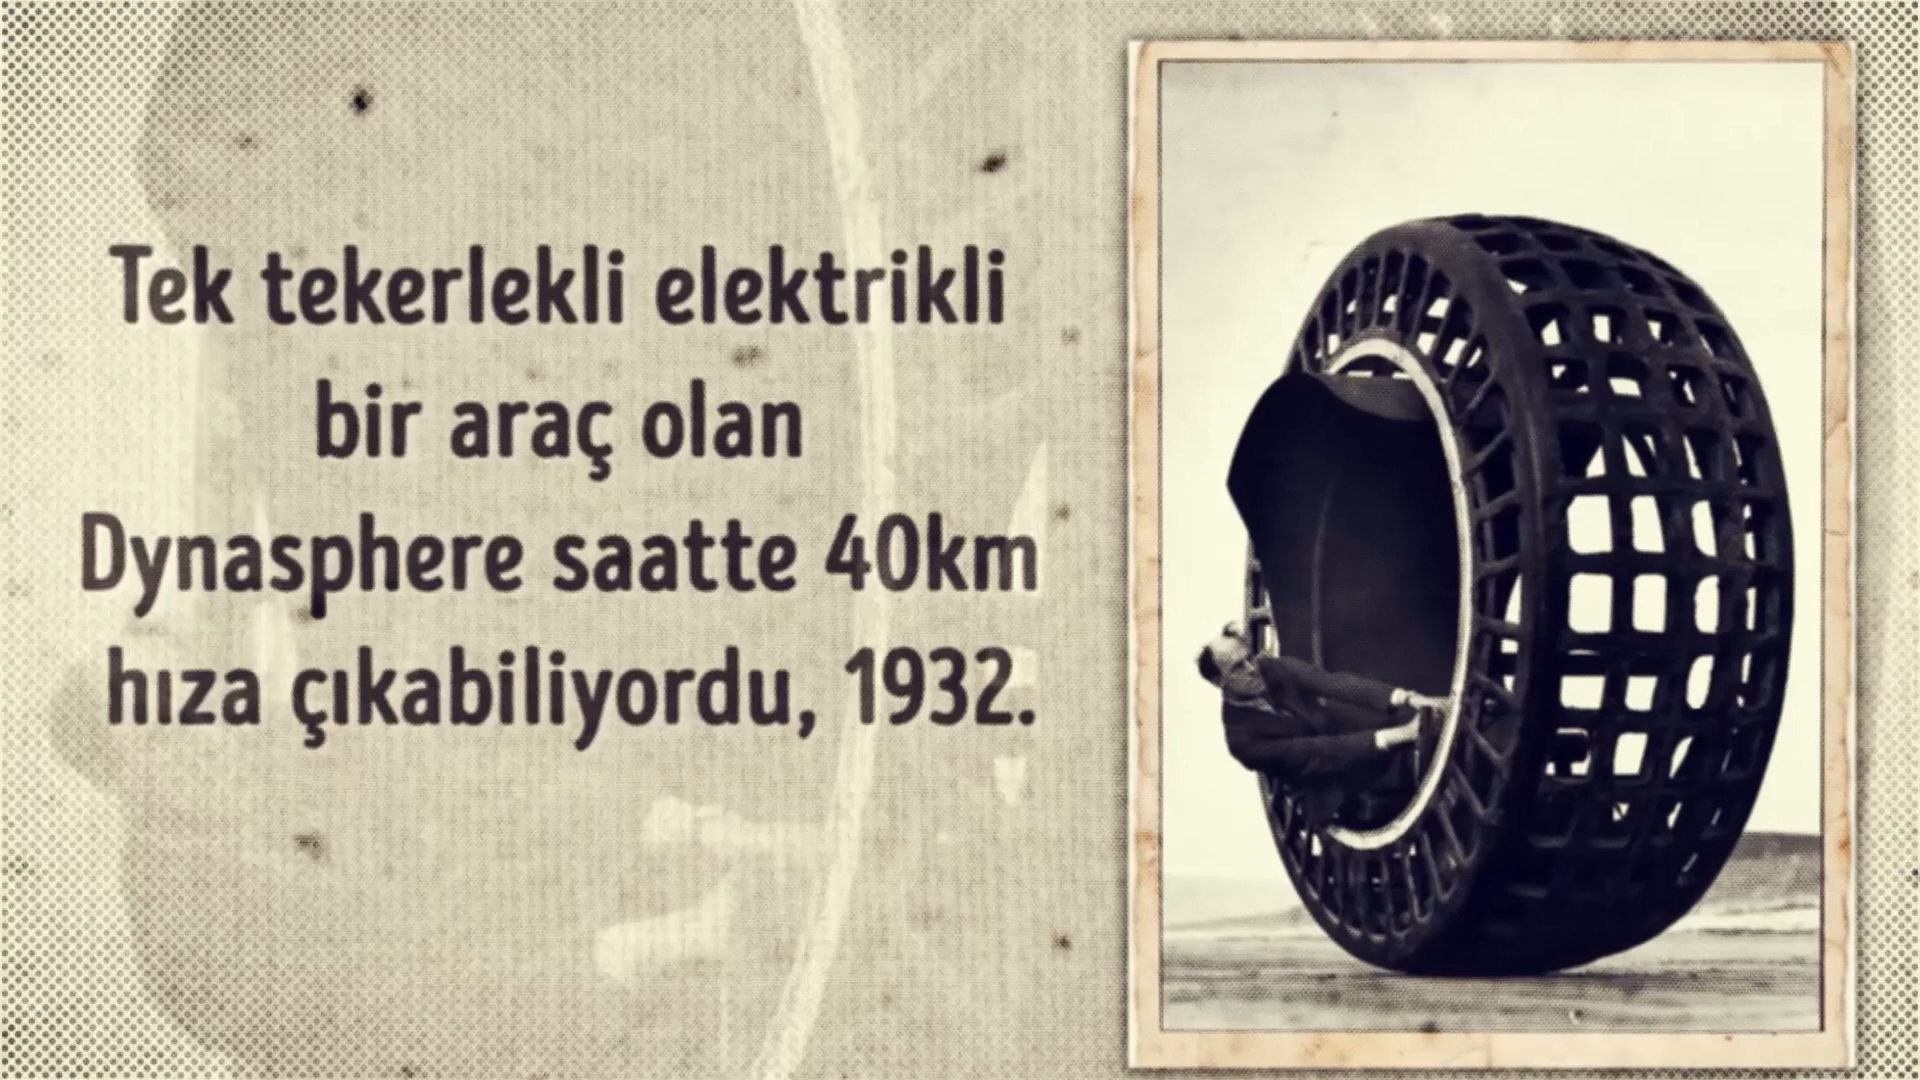 Tek tekerlekli elektrikli
bir araç olan
Dynasphere saatte 40km
hıza çıkabiliyordu, 1932.